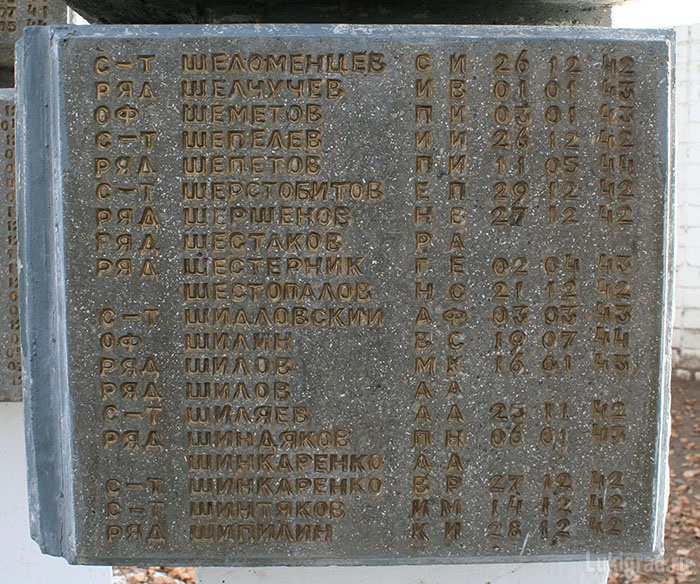 С-Т ШЕЛОМЕНЦЕВ С И 26 12 42
РЯД ШЕЛЧУЧЕВ И В 01 01 43
ОФ ШЕМЕТОВ П И 03 01 43
С-Т ШЕПЕЛЕВ И И 26 12 42
РЯД ШЕПЕТОВ П И 11 05 44
С-Т ШЕРСТОБИТОВ Е П 29 12 42
РЯД ШЕРШЕНОВ Н В 27 12 42
РЯД ШЕСТАКОВ Р А
РЯД ШЕСТЕРНИК Г Е 02 04 43
ШЕСТОПАЛОВ Н С 21 12 42
С-Т ШИДЛОВСКИЙ А Ф 03 03 43
ОФ ШИЛИН В С 19 07 44
РЯД ШИЛОВ М К 16 01 43
РЯД ШИЛОВ А А
С-Т ШИЛЯЕВ А А 25 11 42
РЯД ШИНДЯКОВ П Н 06 01 43
ШИНКАРЕНКО А А
С-Т ШИНКАРЕНКО В Р 27 12 42
С-Т ШИНТЯКОВ И М 14 12 42
РЯД ШИПИЛИН К И 28 12 42